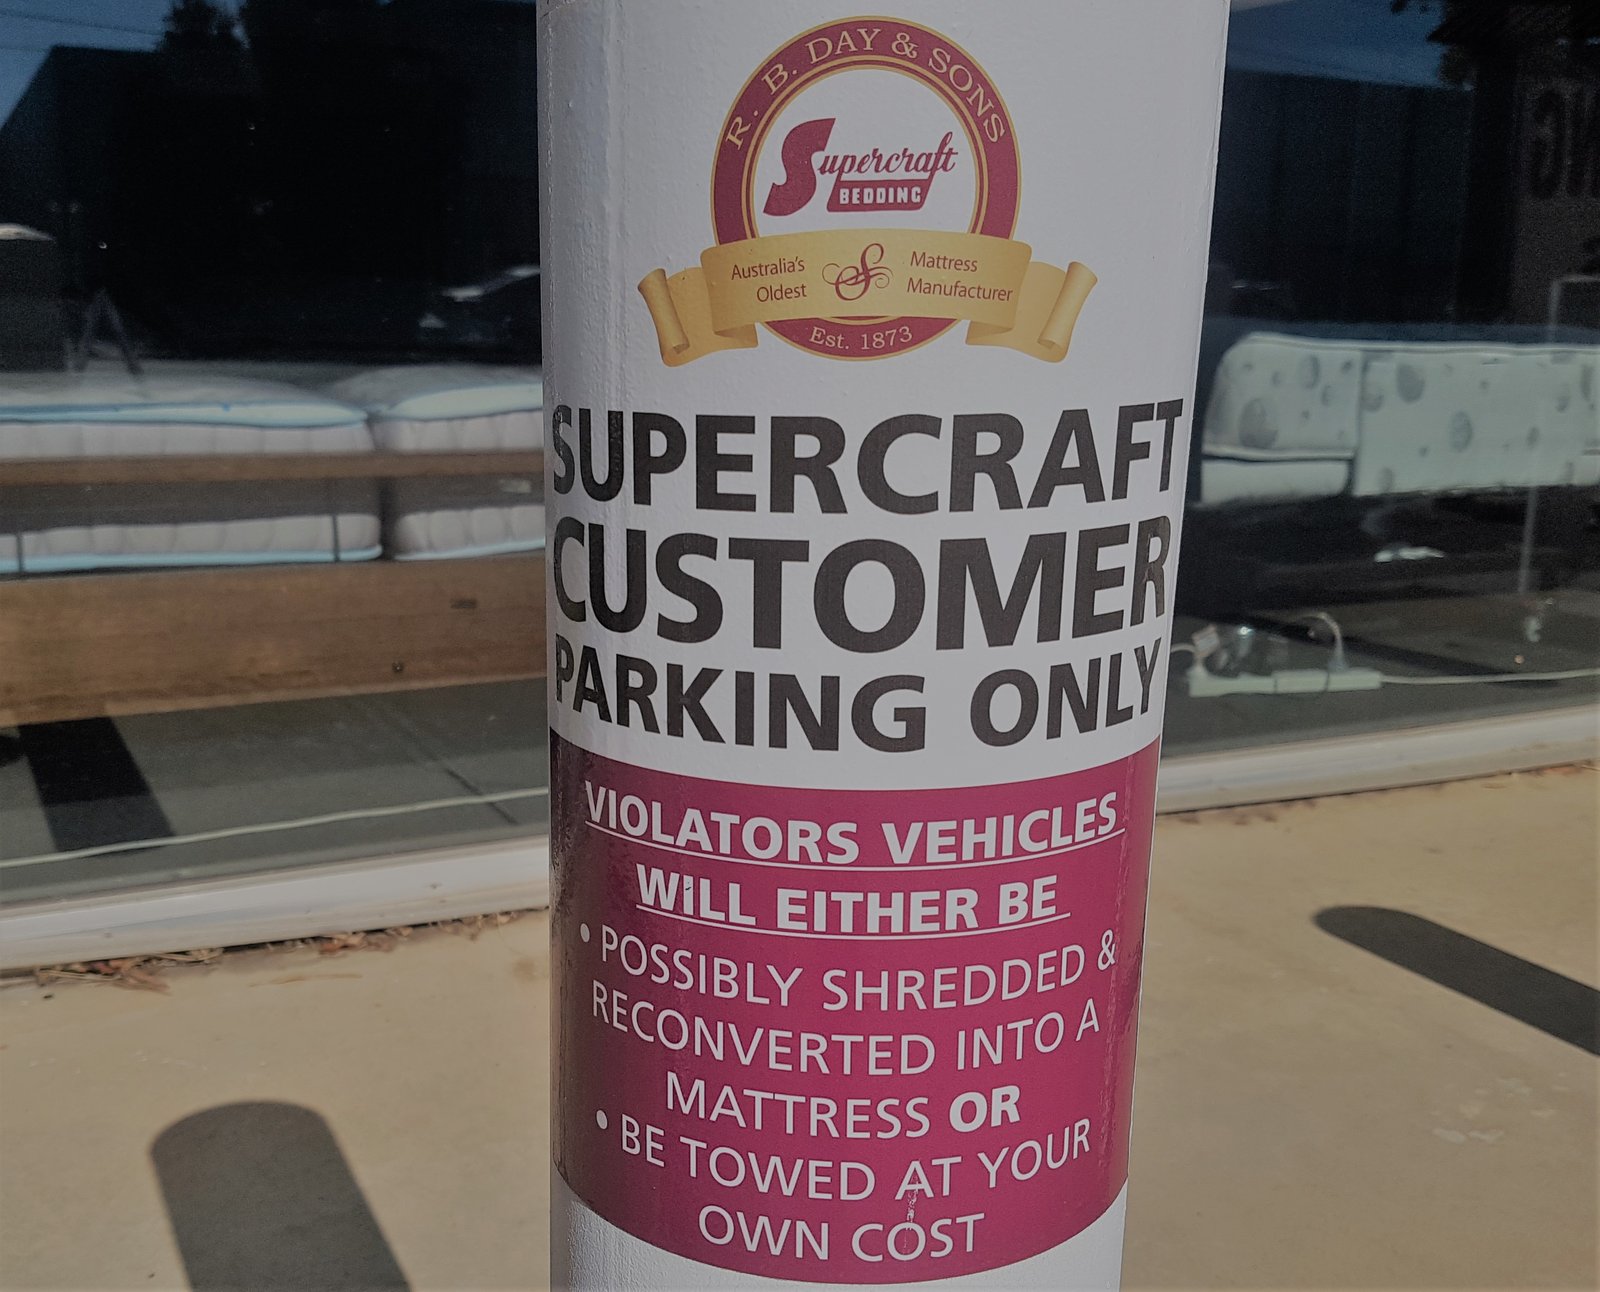 R. B. DAY & SONS
Supercraft
BEDDING
Australia's
Oldest
S
Mattress
Manufacturer
Est. 1873
SUPERCRAFT
CUSTOMER
PARKING ONLY
VIOLATORS VEHICLES
WILL EITHER BE
• POSSIBLY SHREDDED &
RECONVERTED INTO A
MATTRESS OR
• BE TOWED AT YOUR
OWN COST